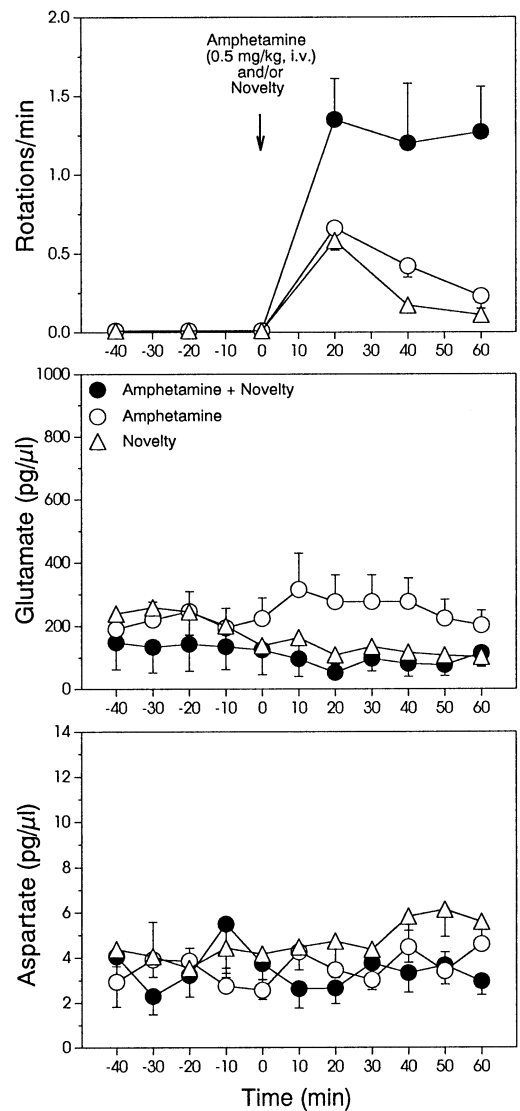 2.0
1.5
1.0
0.5
0.0
Rotations/min
Amphetamine
(0.5 mg/kg, i.v.)
and/or
Novelty
-40 -30 -20 -10 0 10 20 30 40 50 60
1000
800
600
400
200
0
Glutamate (pg/µl)
Amphetamine + Novelty
Amphetamine
Novelty
-40 -30 -20 -10 0 10 20 30 40 50 60
14
12
10
8
6
4
2
0
Aspartate (pg/µl)
-40 -30 -20 -10 0 10 20 30 40 50 60
Time (min)